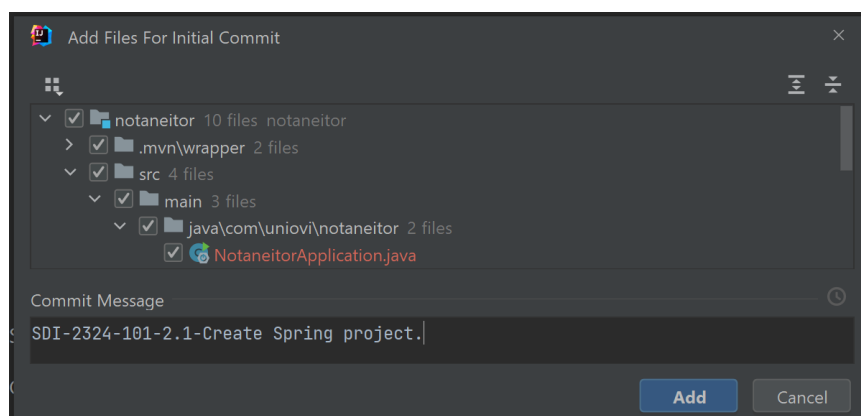 Add Files For Initial Commit
notaneitor 10 files notaneitor
.mvn\wrapper 2 files
src 4 files
main 3 files
java\com\uniovi\notaneitor 2 files
NotaneitorApplication.java
Commit Message
SDI-2324-101-2.1-Create Spring project.
Add Cancel